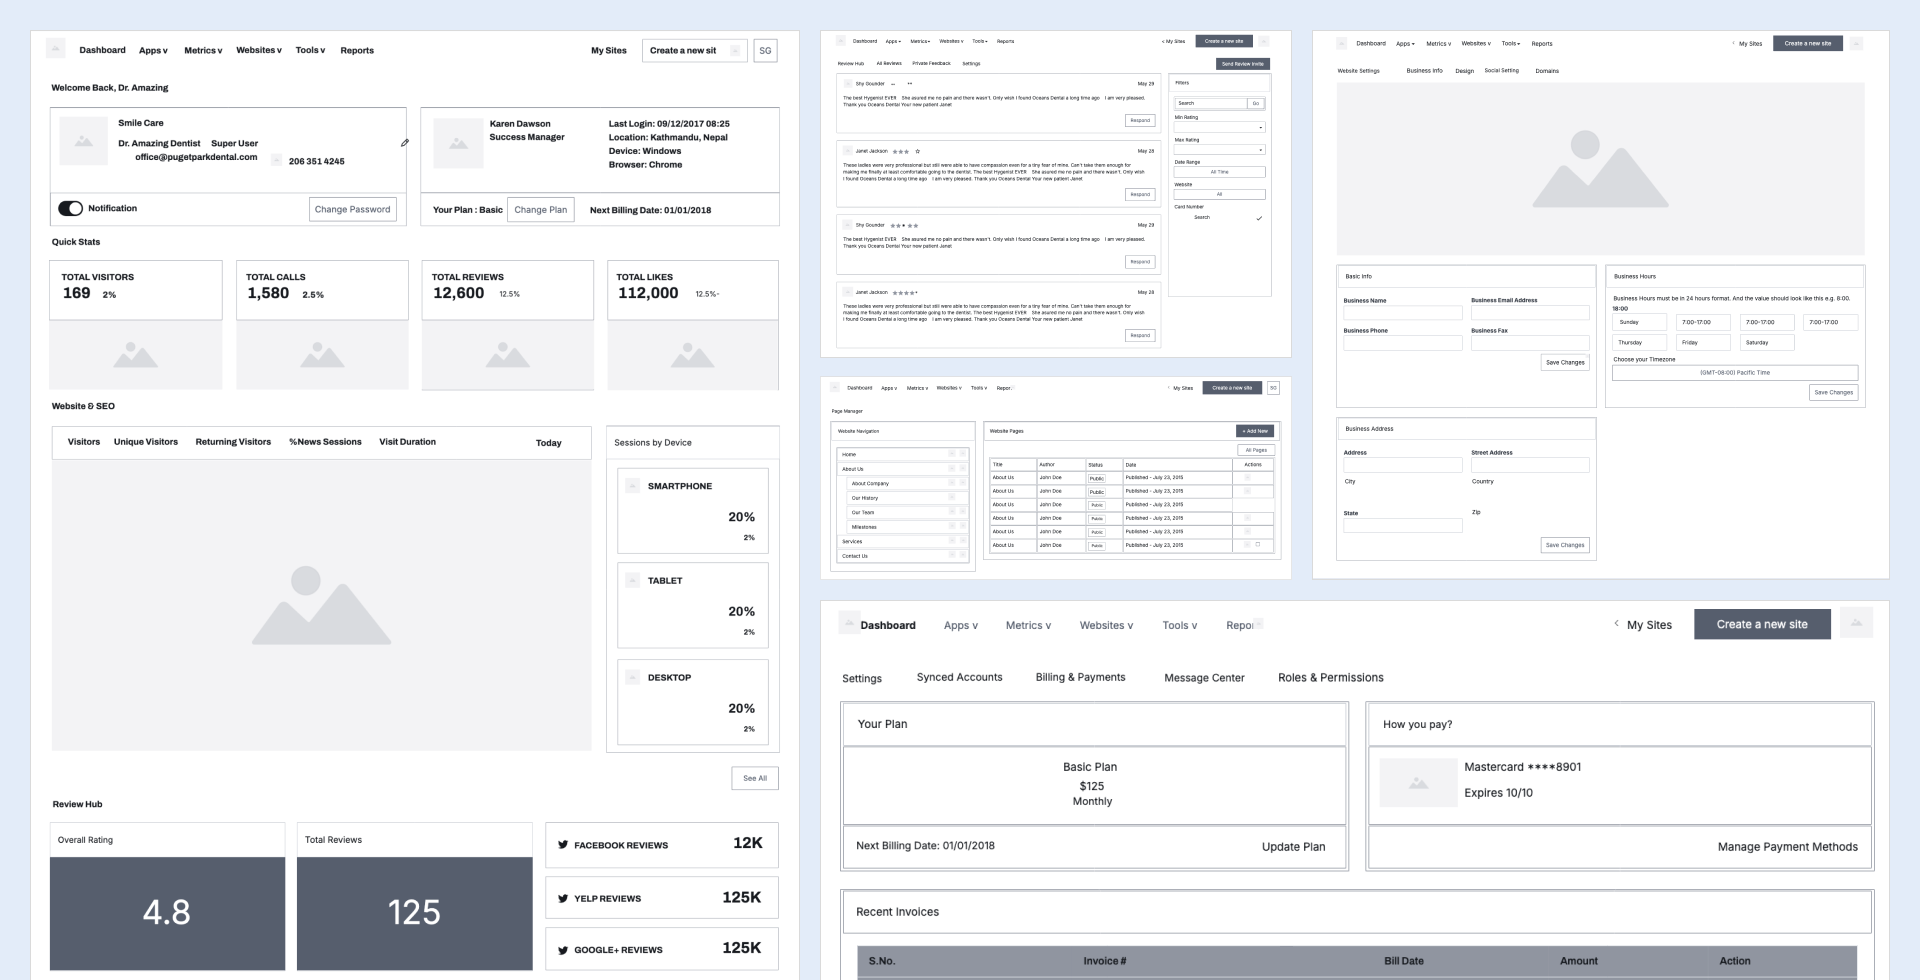 Dashboard Apps v Metrics v Websites v Tools v Reports My Sites Create a new sit SG
Welcome Back, Dr. Amazing
Smile Care
Dr. Amazing Dentist Super User
office@pugetparkdental.com 206 351 4245
Notification Change Password
Karen Dawson
Success Manager
Last Login: 09/12/2017 08:25
Location: Kathmandu, Nepal
Device: Windows
Browser: Chrome
Your Plan : Basic Change Plan Next Billing Date: 01/01/2018
Quick Stats
TOTAL VISITORS
169 2%
TOTAL CALLS
1,580 2.5%
TOTAL REVIEWS
12,600 12.5%
TOTAL LIKES
112,000 12.5%-
Website & SEO
Visitors Unique Visitors Returning Visitors %News Sessions Visit Duration Today
Sessions by Device
SMARTPHONE
20%
2%
TABLET
20%
2%
DESKTOP
20%
2%
See All
Review Hub
Overall Rating
4.8
Total Reviews
125
FACEBOOK REVIEWS 12K
YELP REVIEWS 125K
GOOGLE+ REVIEWS 125K
Dashboard Apps Metrics Websites v Tools Reports < My Sites Create a new site
Review Hub All Reviews Private Feedback Settings Send Review Invite
Shy Gounder May 29
The best Hygenist EVER She asured me no pain and there wasn't. Only wish I found Oceans Dental a long time ago I am very pleased.
Thank you Oceans Dental Your new patient Janet
Respond
Janet Jackson May 28
These ladies were very professional but still were able to have compassion even for a tiny fear of mine. Can't take them enough for
making me finally at least comfortable going to the dentist. The best Hygenist EVER She asured me no pain and there wasn't. Only wish
I found Oceans Dental a long time ago I am very pleased. Thank you Oceans Dental Your new patient Janet
Respond
Shy Gounder May 29
The best Hygenist EVER She asured me no pain and there wasn't. Only wish I found Oceans Dental a long time ago I am very pleased.
Thank you Oceans Dental Your new patient Janet
Respond
Janet Jackson May 28
These ladies were very professional but still were able to have compassion even for a tiny fear of mine. Can't take them enough for
making me finally at least comfortable going to the dentist. The best Hygenist EVER She asured me no pain and there wasn't. Only wish
I found Oceans Dental a long time ago I am very pleased. Thank you Oceans Dental Your new patient Janet
Respond
Filters
Search Go
Min Rating
Max Rating
Date Range
All Time
Website
All
Card Number
Search
Dashboard Apps v Metrics v Websites v Tools v Repor My Sites Create a new site SG
Page Manager
Website Navigation
Home
About Us
About Company
Our History
Our Team
Milestones
Services
Contact Us
Website Pages + Add New
All Pages
Title Author Status Date Actions
About Us John Doe Public Published - July 23, 2015
About Us John Doe Public Published - July 23, 2015
About Us John Doe Public Published - July 23, 2015
About Us John Doe Public Published - July 23, 2015
About Us John Doe Public Published - July 23, 2015
About Us John Doe Public Published - July 23, 2015
Dashboard Apps Metrics v Websites v Tools Reports My Sites Create a new site
Website Settings Business Info Design Social Setting Domains
Basic Info
Business Name Business Email Address
Business Phone Business Fax
Save Changes
Business Hours
Business Hours must be in 24 hours format. And the value should look like this e.g. 8:00.
18:00
Sunday 7:00-17:00 7:00-17:00 7:00-17:00
Thursday Friday Saturday
Choose your Timezone
(GMT-08:00) Pacific Time
Save Changes
Business Address
Address Street Address
City Country
State Zip
Save Changes
Dashboard Apps v Metrics v Websites v Tools v Repor < My Sites Create a new site
Settings Synced Accounts Billing & Payments Message Center Roles & Permissions
Your Plan
Basic Plan
$125
Monthly
Next Billing Date: 01/01/2018 Update Plan
How you pay?
Mastercard ****8901
Expires 10/10
Manage Payment Methods
Recent Invoices
S.No. Invoice # Bill Date Amount Action